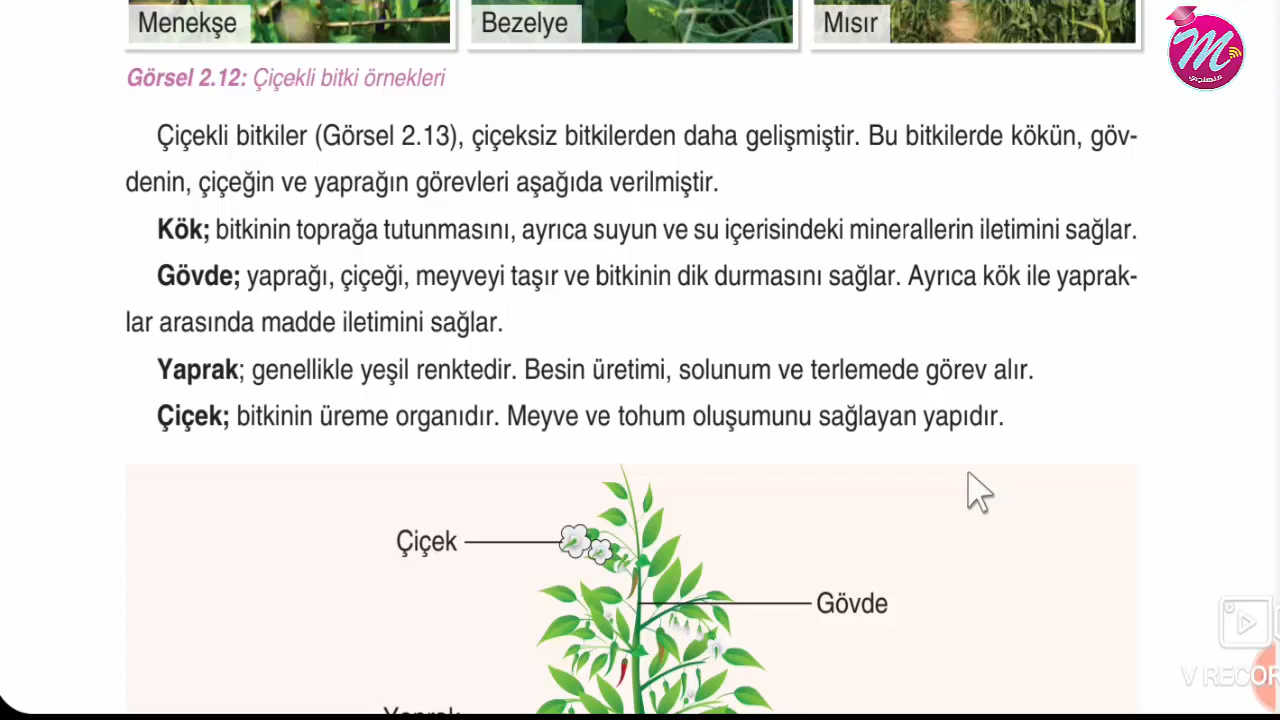 Menekşe
Bezelye
Mısır
Görsel 2.12: Çiçekli bitki örnekleri
Çiçekli bitkiler (Görsel 2.13), çiçeksiz bitkilerden daha gelişmiştir. Bu bitkilerde kökün, göv-
denin, çiçeğin ve yaprağın görevleri aşağıda verilmiştir.
Kök; bitkinin toprağa tutunmasını, ayrıca suyun ve su içerisindeki minerallerin iletimini sağlar.
Gövde; yaprağı, çiçeği, meyveyi taşır ve bitkinin dik durmasını sağlar. Ayrıca kök ile yaprak-
lar arasında madde iletimini sağlar.
Yaprak; genellikle yeşil renktedir. Besin üretimi, solunum ve terlemede görev alır.
Çiçek; bitkinin üreme organıdır. Meyve ve tohum oluşumunu sağlayan yapıdır.
Çiçek
Gövde
Yaprak
M
V RECOR